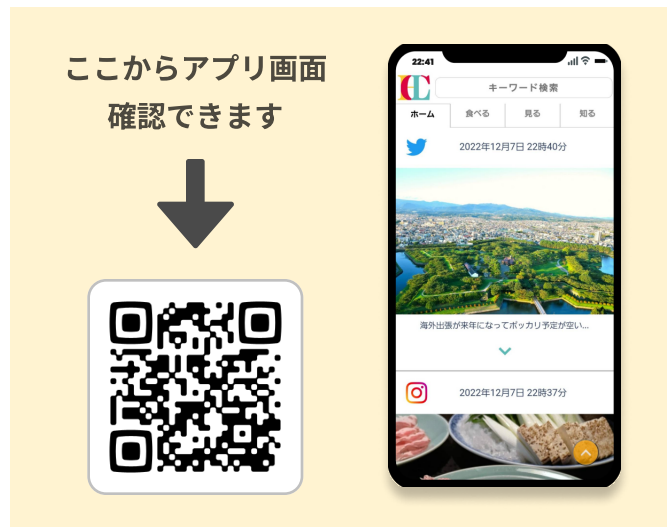 ここからアプリ画面
確認できます
22:41
キーワード検索
ホーム 食べる 見る 知る
2022年12月7日 22時40分
海外出張が来年になってポッカリ予定が空い...
2022年12月7日 22時37分